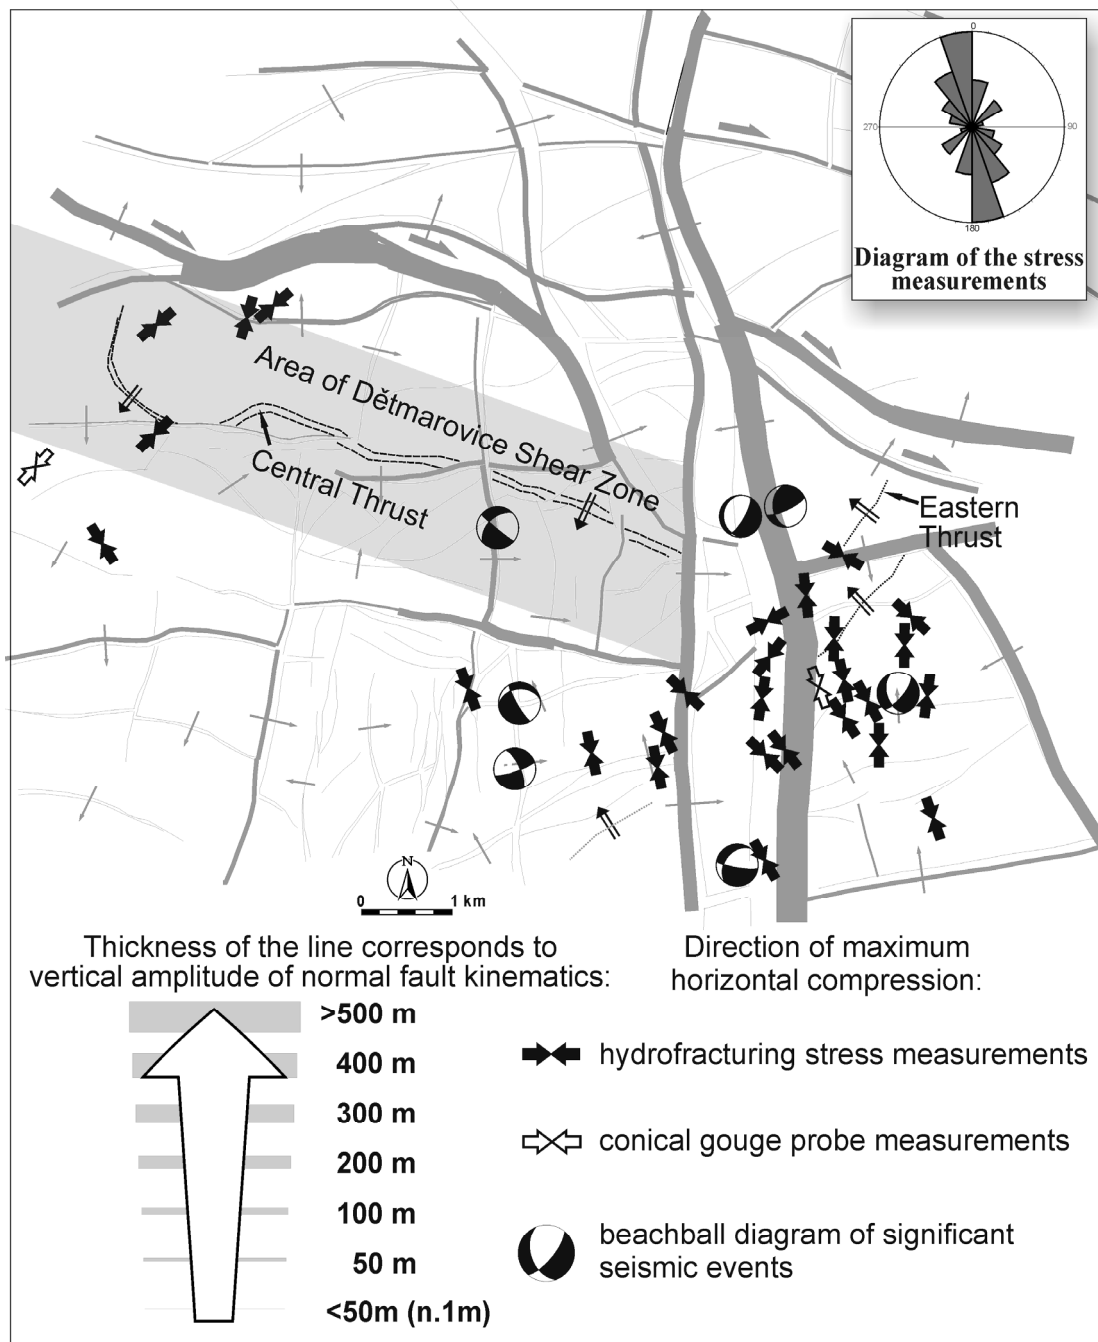 0
270
90
180
Diagram of the stress
measurements
Area of Dětmarovice Shear Zone
Central Thrust
Eastern
Thrust
N
0
1 km
Thickness of the line corresponds to
vertical amplitude of normal fault kinematics:
>500 m
400 m
300 m
200 m
100 m
50 m
<50m (n.1m)
Direction of maximum
horizontal compression:
hydrofracturing stress measurements
conical gouge probe measurements
beachball diagram of significant
seismic events